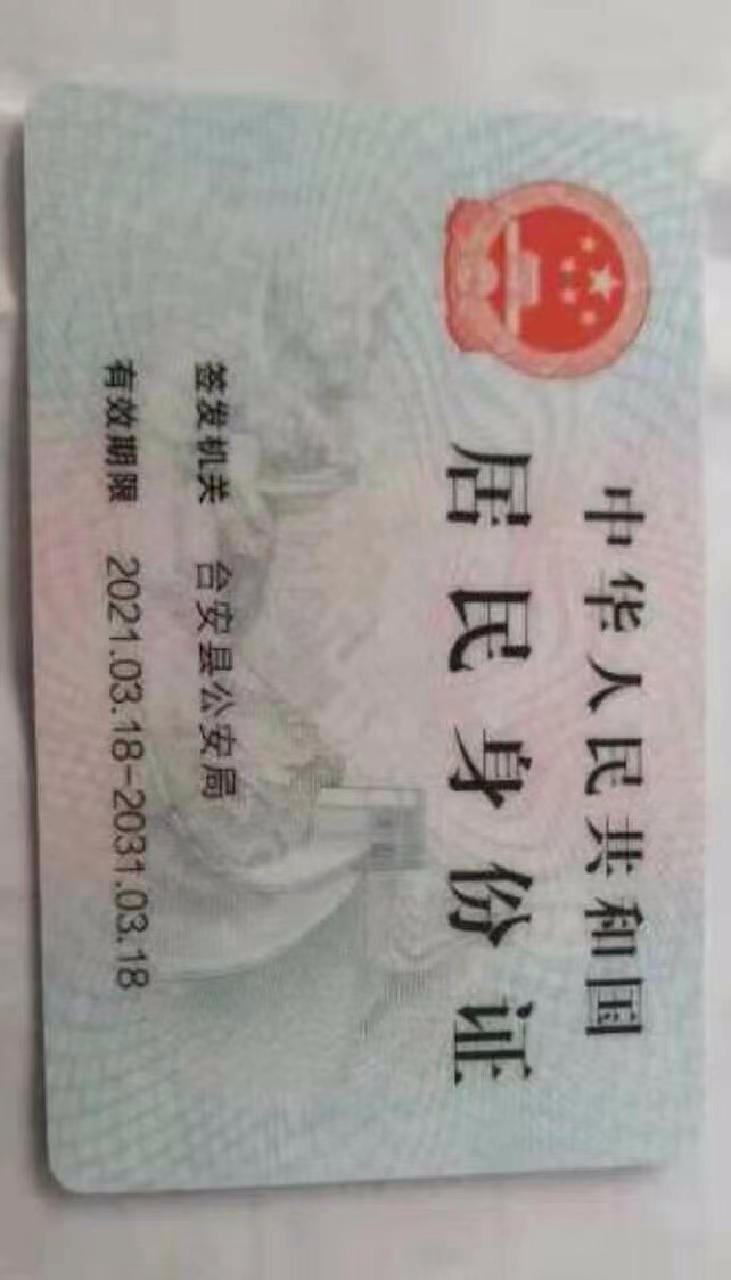 中华人民共和国
居民身份证
签发机关 台安县公安局
有效期限 2021.03.18-2031.03.18